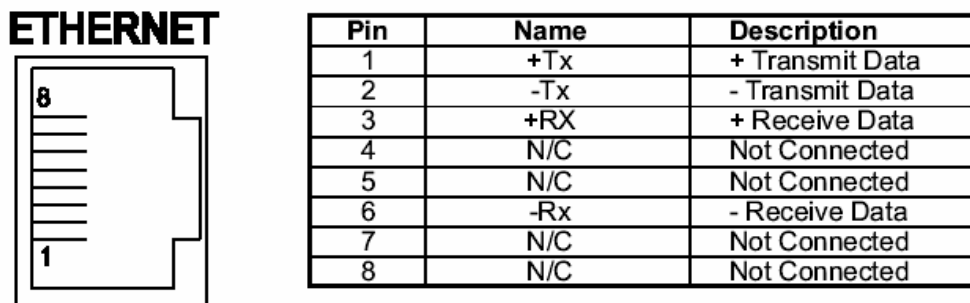 ETHERNET
8
1
Pin Name Description
1 +Tx + Transmit Data
2 -Tx - Transmit Data
3 +RX + Receive Data
4 N/C Not Connected
5 N/C Not Connected
6 -Rx - Receive Data
7 N/C Not Connected
8 N/C Not Connected